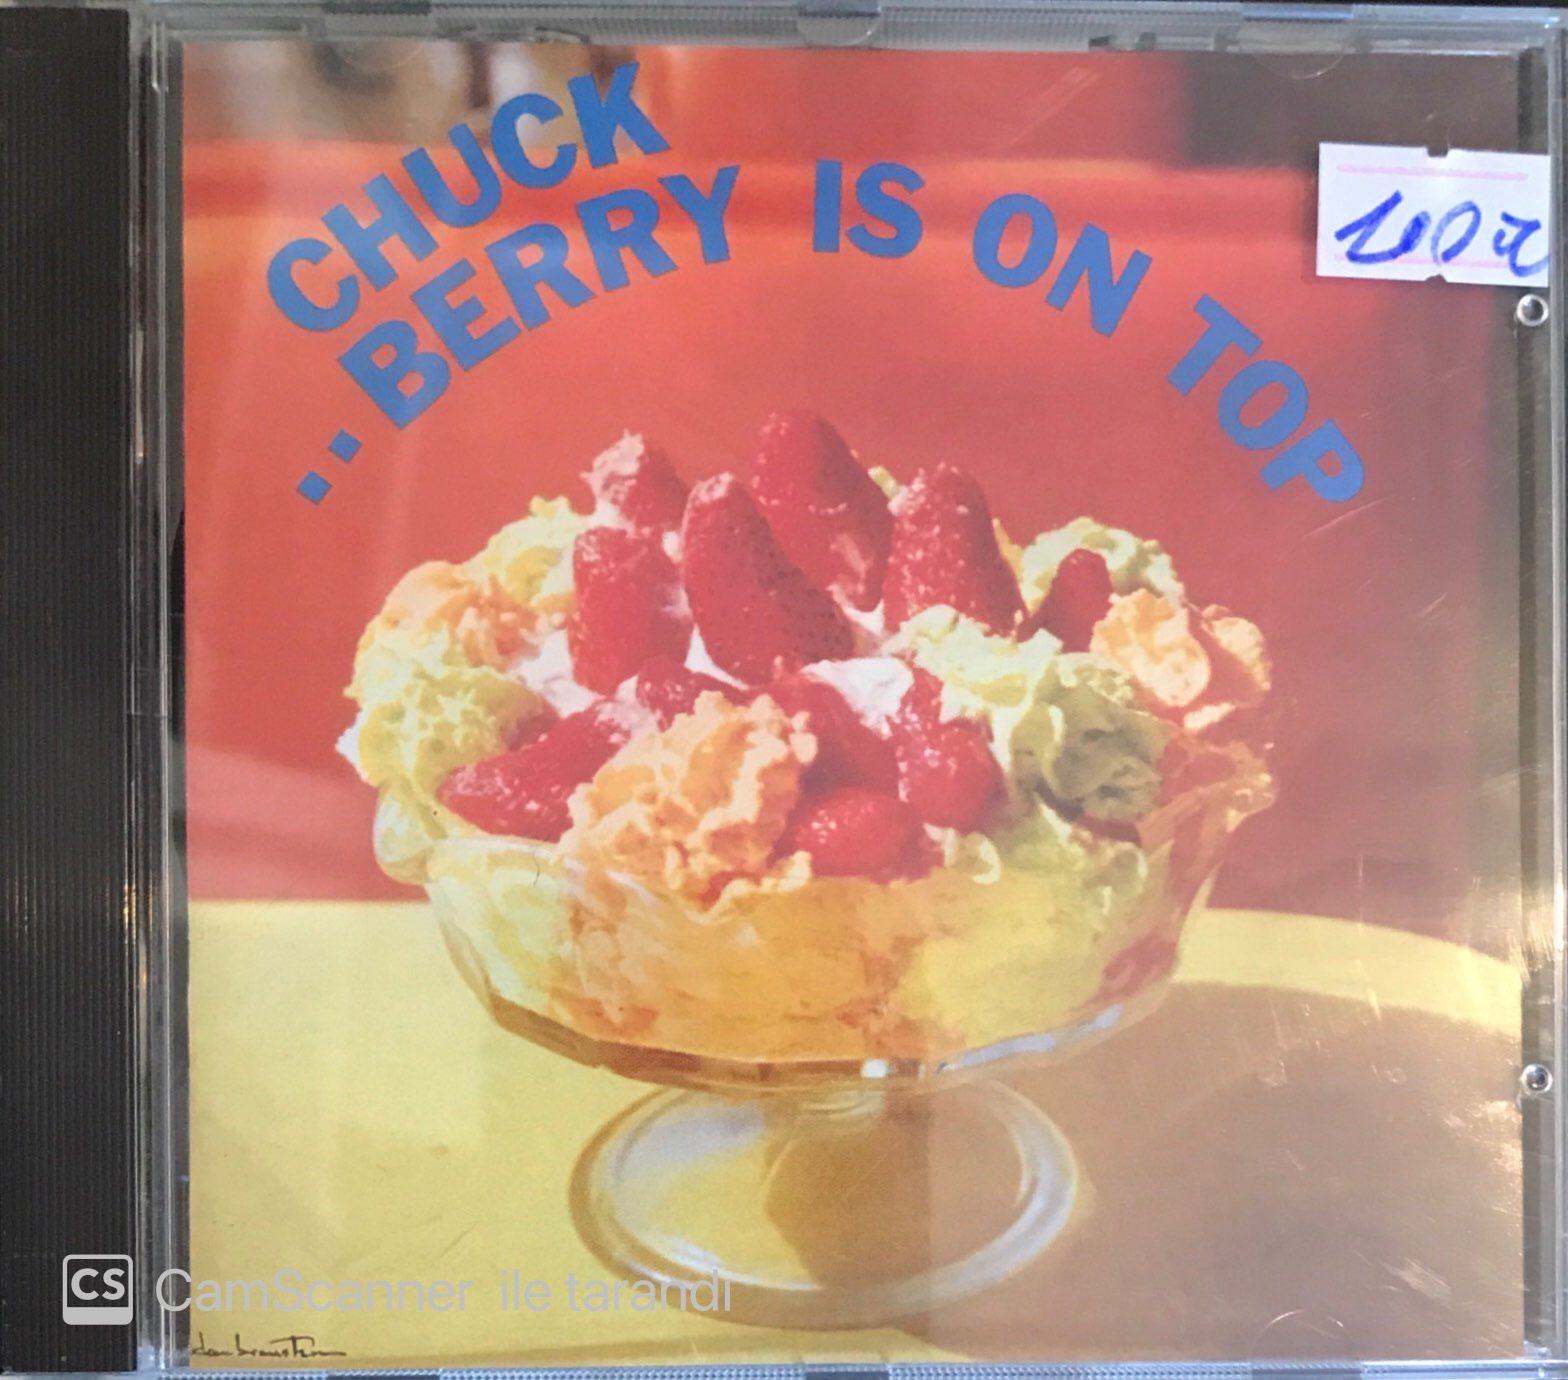 CHUCK
..BERRY IS ON TOP
CS CamScanner ile tarandı